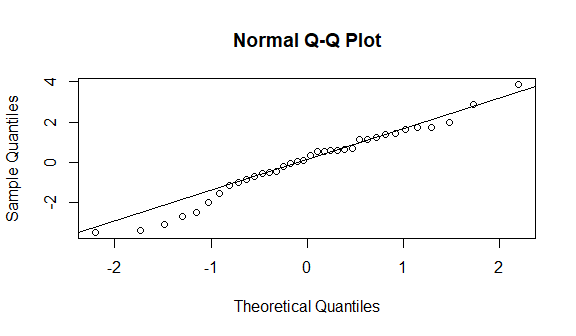 Normal Q-Q Plot
Sample Quantiles
4
2
0
-2
-2 -1 0 1 2
Theoretical Quantiles